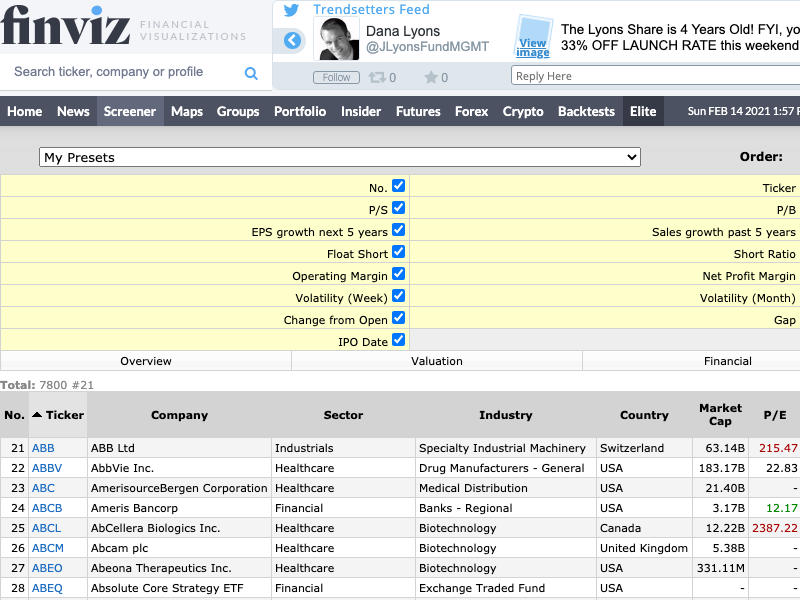 finviz FINANCIAL
VISUALIZATIONS
Trendsetters Feed
Dana Lyons
@JLyonsFundMGMT
View
image
The Lyons Share is 4 Years Old! FYI, yo
33% OFF LAUNCH RATE this weekend
Search ticker, company or profile
Follow 0 0
Reply Here
Home News Screener Maps Groups Portfolio Insider Futures Forex Crypto Backtests Elite Sun FEB 14 2021 1:57 P
My Presets Order:
No. Ticker
P/S P/B
EPS growth next 5 years Sales growth past 5 years
Float Short Short Ratio
Operating Margin Net Profit Margin
Volatility (Week) Volatility (Month)
Change from Open Gap
IPO Date
Overview Valuation Financial
Total: 7800 #21
No. Ticker Company Sector Industry Country Market Cap P/E
21 ABB ABB Ltd Industrials Specialty Industrial Machinery Switzerland 63.14B 215.47
22 ABBV AbbVie Inc. Healthcare Drug Manufacturers - General USA 183.17B 22.83
23 ABC AmerisourceBergen Corporation Healthcare Medical Distribution USA 21.40B -
24 ABCB Ameris Bancorp Financial Banks - Regional USA 3.17B 12.17
25 ABCL AbCellera Biologics Inc. Healthcare Biotechnology Canada 12.22B 2387.22
26 ABCM Abcam plc Healthcare Biotechnology United Kingdom 5.38B -
27 ABEO Abeona Therapeutics Inc. Healthcare Biotechnology USA 331.11M -
28 ABEQ Absolute Core Strategy ETF Financial Exchange Traded Fund USA - -